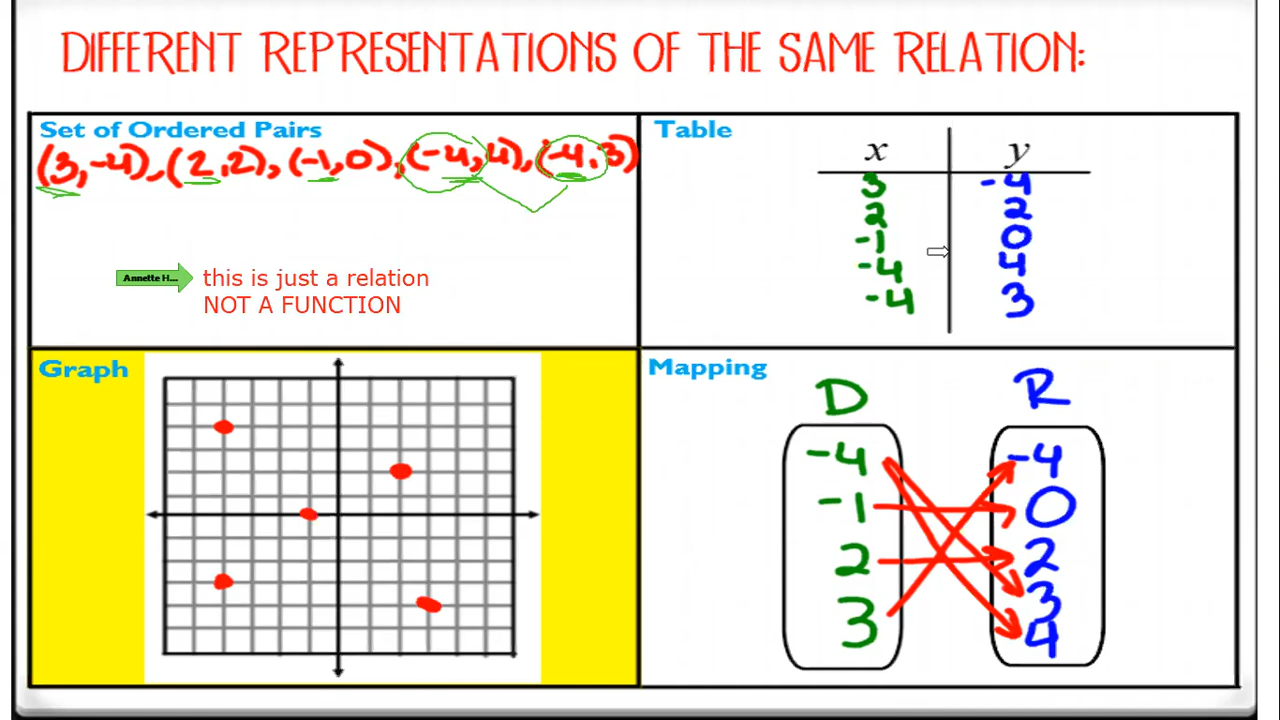 DIFFERENT REPRESENTATIONS OF THE SAME RELATION:
Set of Ordered Pairs
(3,-4), (2,2), (-1,0), (-4,4), (-4,3)
Annette H...
this is just a relation
NOT A FUNCTION
Table
x y
3 -4
2 2
-1 0
-4 4
-4 3
Graph
Mapping
D R
-4 -4
-1 0
2 2
3 3
4